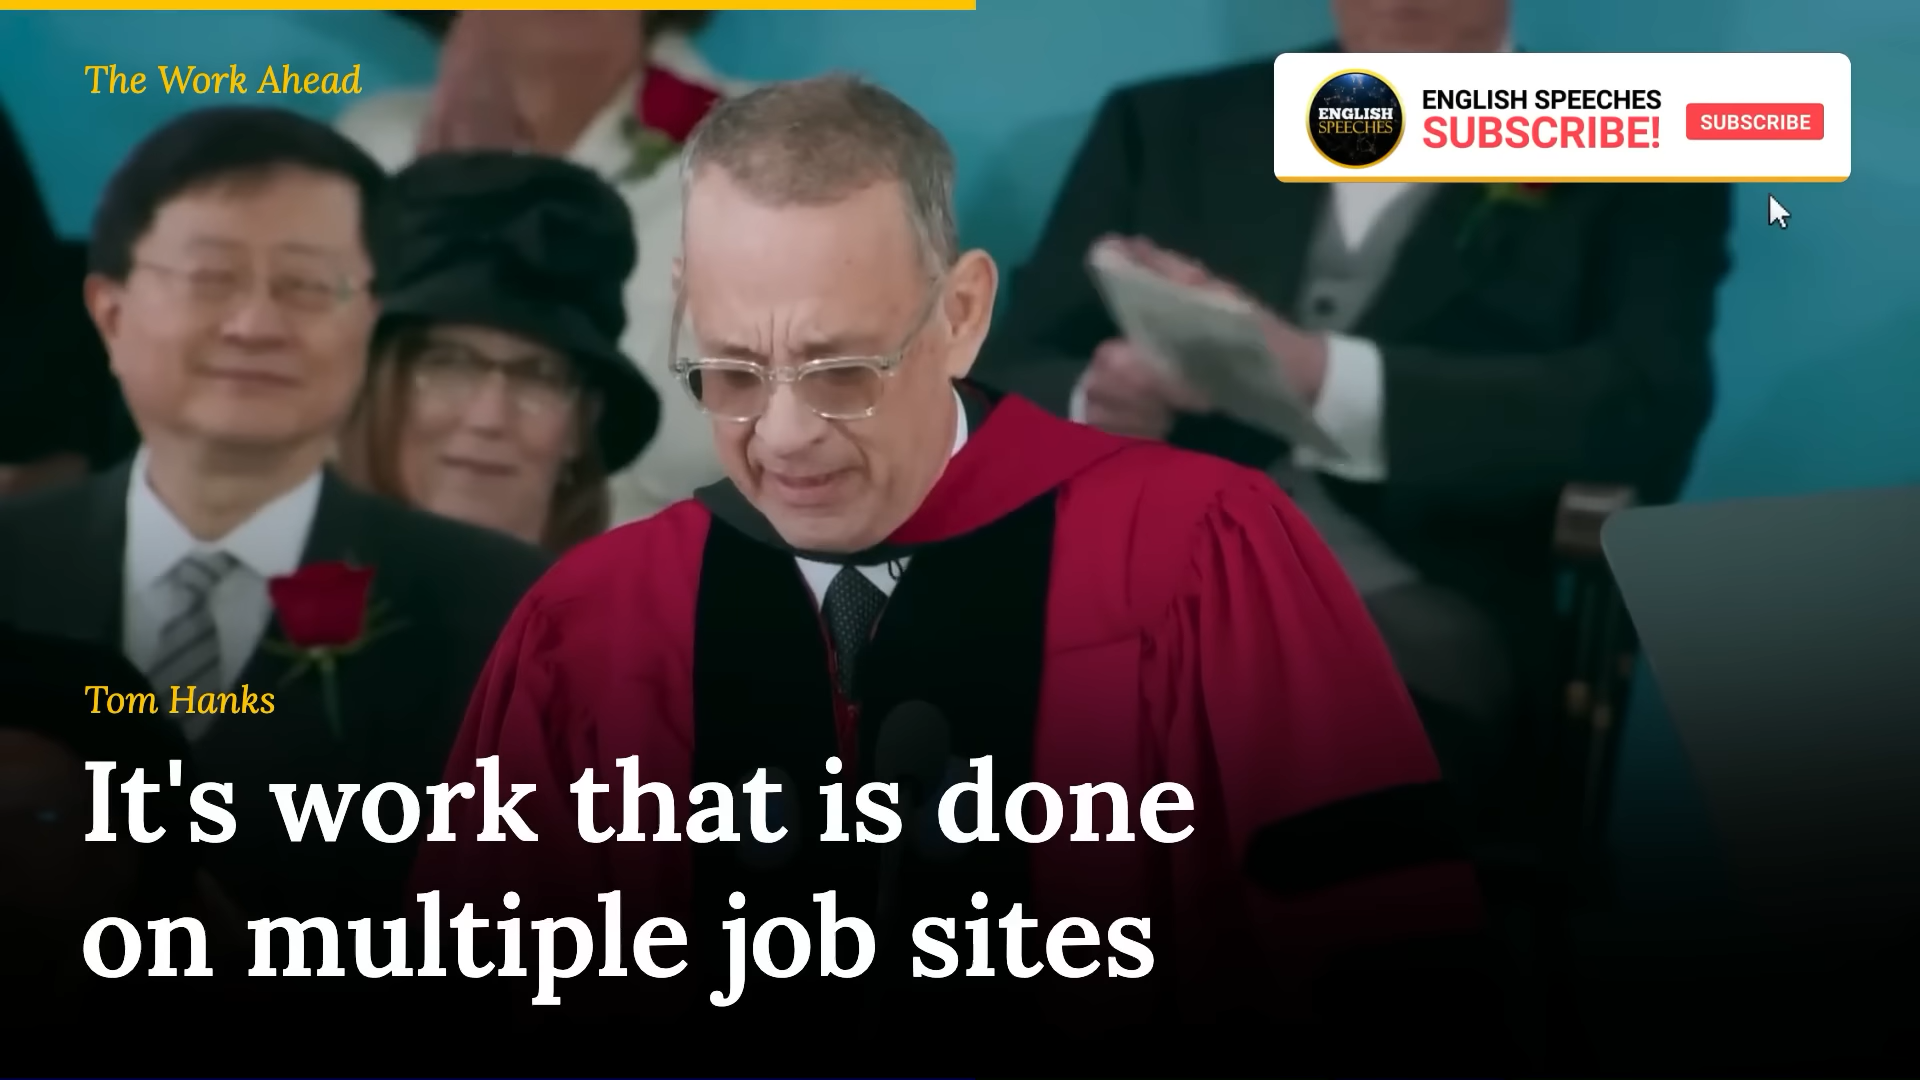 The Work Ahead
ENGLISH
SPEECHES
ENGLISH SPEECHES
SUBSCRIBE!
SUBSCRIBE
Tom Hanks
It's work that is done
on multiple job sites